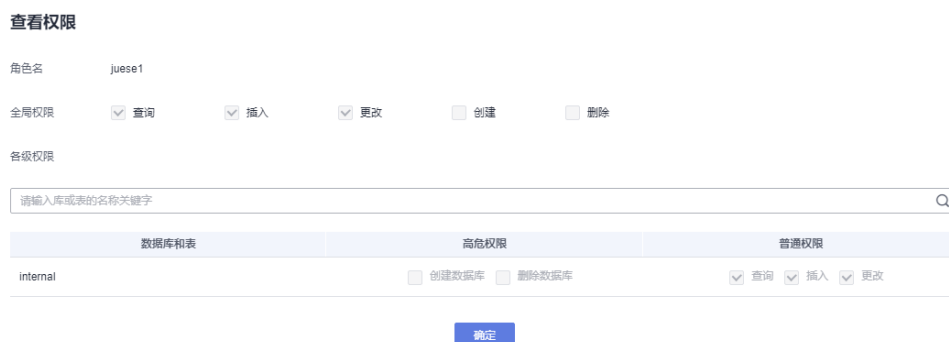 查看权限
角色名 juese1
全局权限 查询 插入 更改 创建 删除
各级权限
请输入库或表的名称关键字
数据库和表 高危权限 普通权限
internal 创建数据库 删除数据库 查询 插入 更改
确定